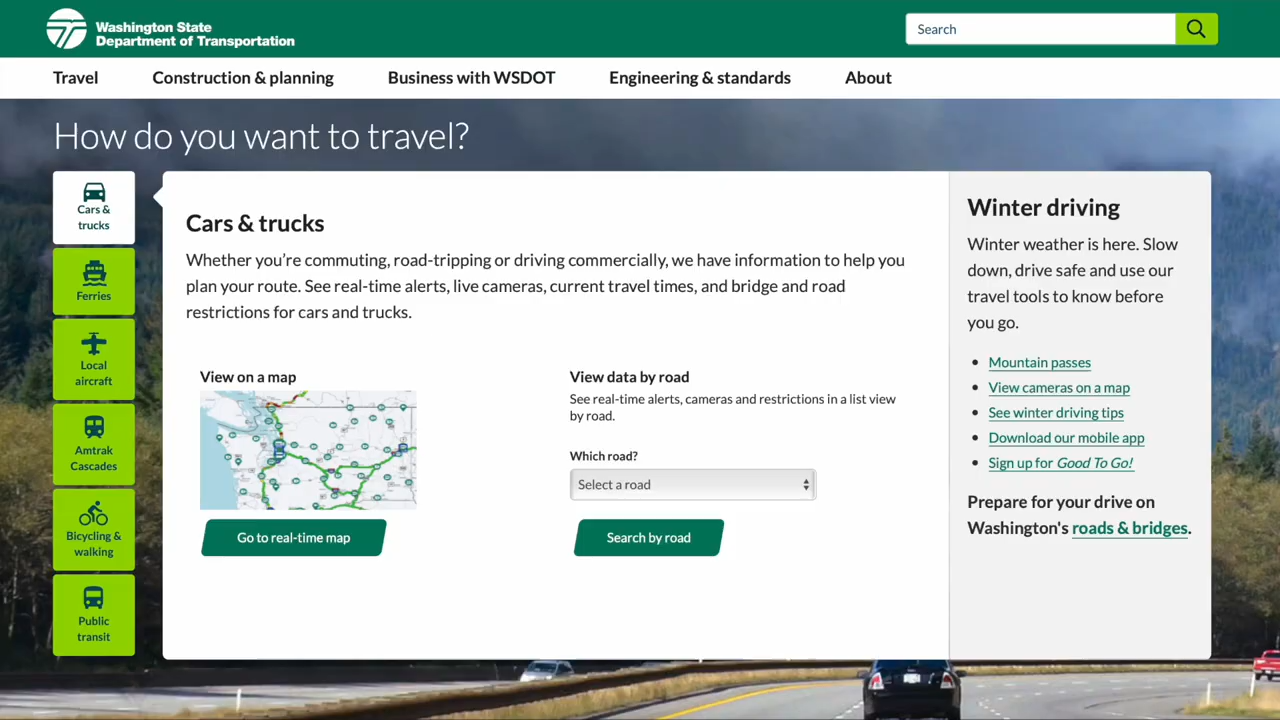 Washington State
Department of Transportation
Search
Travel
Construction & planning
Business with WSDOT
Engineering & standards
About
How do you want to travel?
Cars &
trucks
Ferries
Local
aircraft
Amtrak
Cascades
Bicycling &
walking
Public
transit
Cars & trucks
Whether you’re commuting, road-tripping or driving commercially, we have information to help you
plan your route. See real-time alerts, live cameras, current travel times, and bridge and road
restrictions for cars and trucks.
View on a map
Go to real-time map
View data by road
See real-time alerts, cameras and restrictions in a list view
by road.
Which road?
Select a road
Search by road
Winter driving
Winter weather is here. Slow
down, drive safe and use our
travel tools to know before
you go.
Mountain passes
View cameras on a map
See winter driving tips
Download our mobile app
Sign up for Good To Go!
Prepare for your drive on
Washington's roads & bridges.